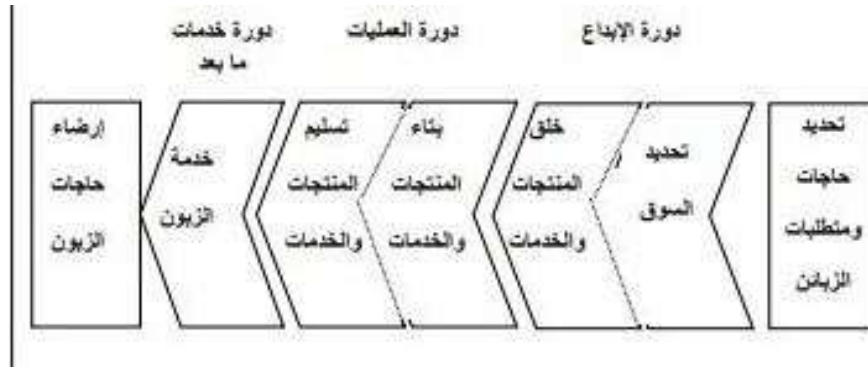 دورة الإبداع
دورة العمليات
دورة خدمات
ما بعد
تحديد
حاجات
ومتطلبات
الزبائن
تحديد
السوق
خلق
المنتجات
والخدمات
بناء
المنتجات
والخدمات
تسليم
المنتجات
والخدمات
خدمة
الزبون
إرضاء
حاجات
الزبون